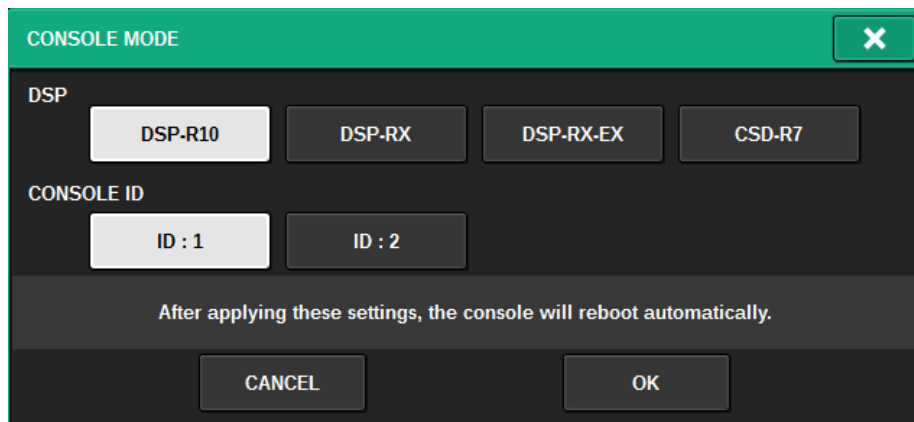 CONSOLE MODE
DSP
DSP-R10 DSP-RX DSP-RX-EX CSD-R7
CONSOLE ID
ID : 1 ID : 2
After applying these settings, the console will reboot automatically.
CANCEL OK